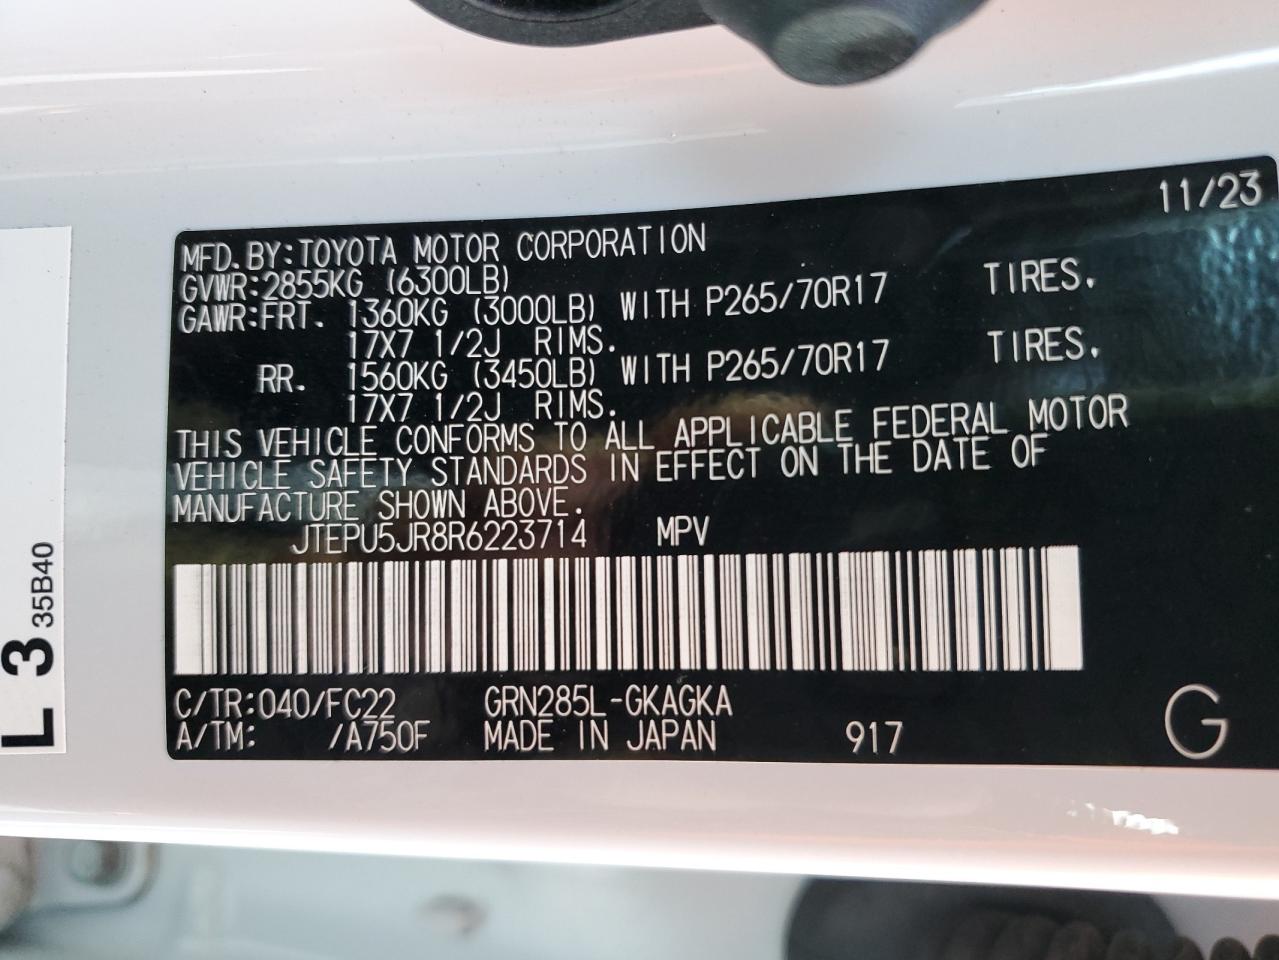 11/23
MFD. BY: TOYOTA MOTOR CORPORATION
GVWR: 2855KG (6300LB)
GAWR: FRT. 1360KG (3000LB) WITH P265/70R17 TIRES.
17X7 1/2J RIMS.
RR. 1560KG (3450LB) WITH P265/70R17 TIRES.
17X7 1/2J RIMS.
THIS VEHICLE CONFORMS TO ALL APPLICABLE FEDERAL MOTOR
VEHICLE SAFETY STANDARDS IN EFFECT ON THE DATE OF
MANUFACTURE SHOWN ABOVE.
JTEPU5JR8R6223714 MPV
C/TR: 040/FC22 GRN285L-GKAGKA
A/TM: /A750F MADE IN JAPAN 917 G
L 3 35B40